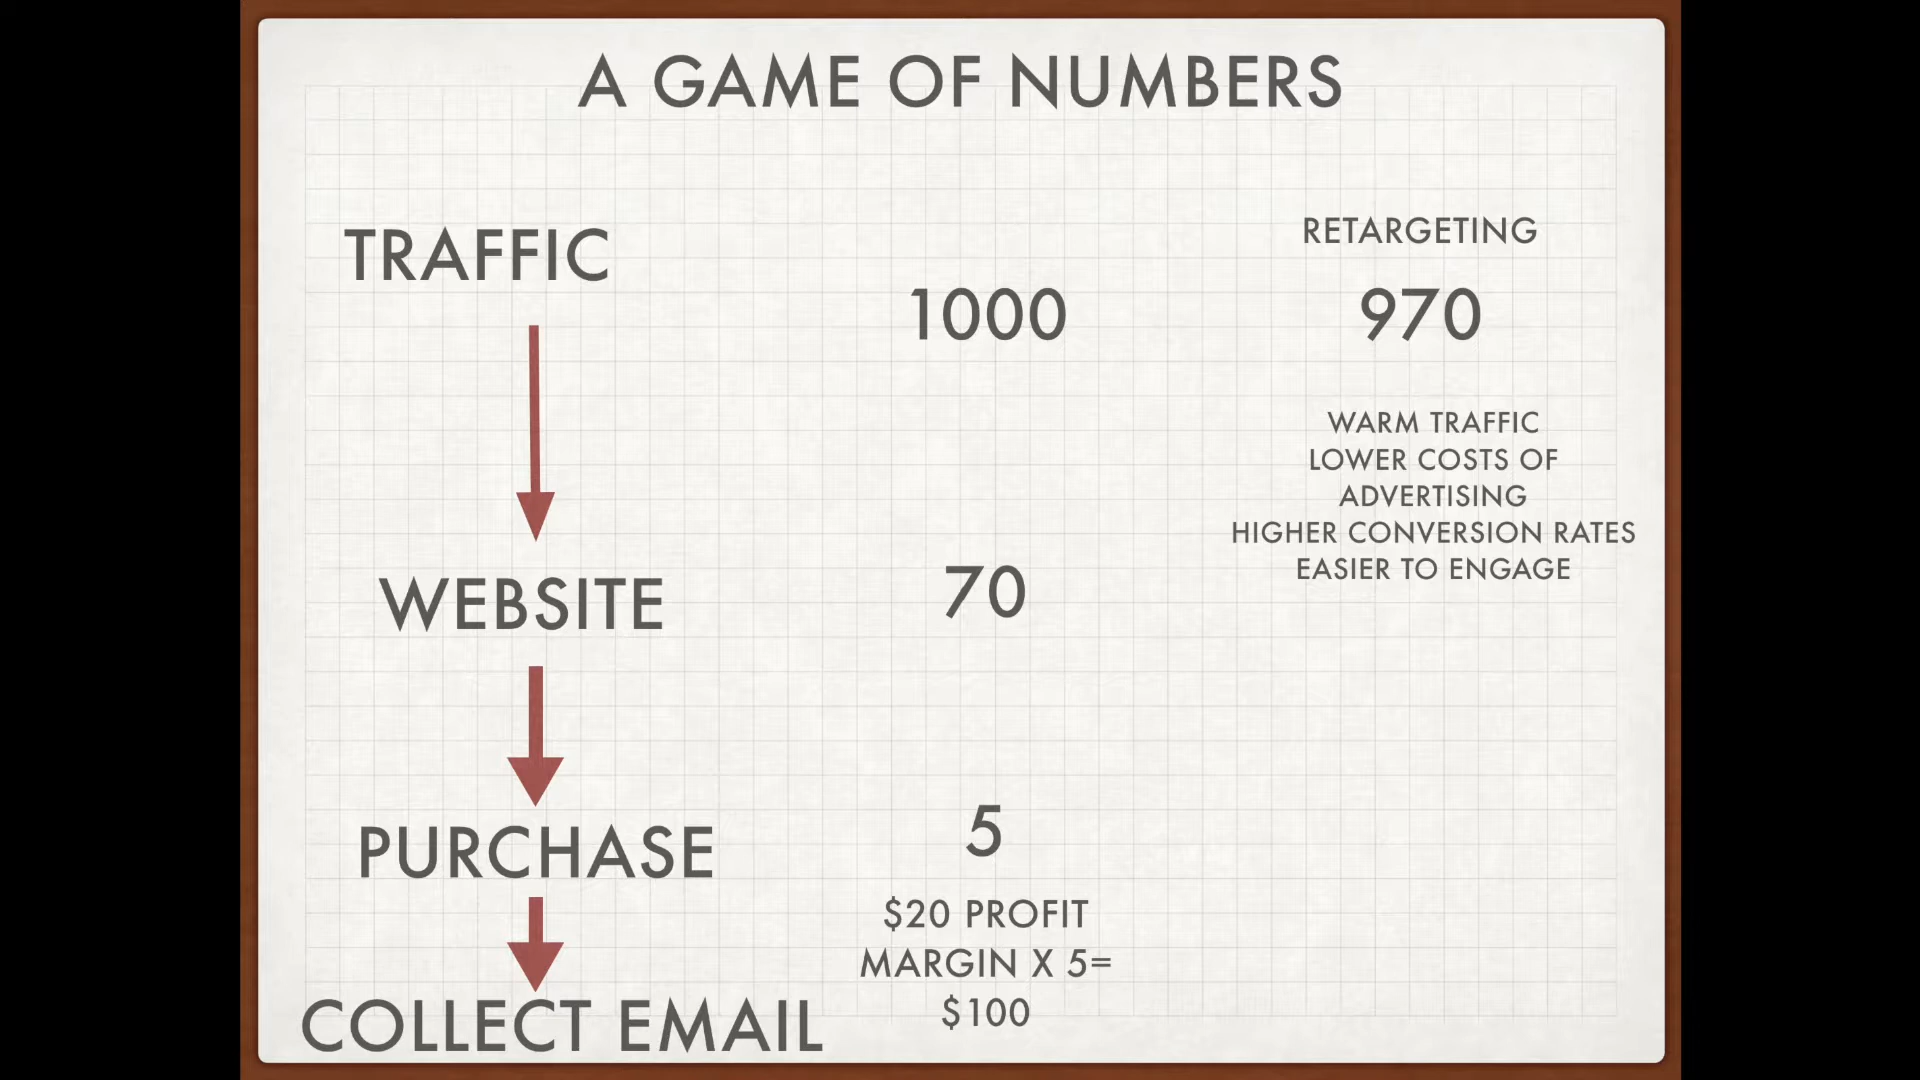 A GAME OF NUMBERS
TRAFFIC
1000
RETARGETING
970
WARM TRAFFIC
LOWER COSTS OF
ADVERTISING
HIGHER CONVERSION RATES
EASIER TO ENGAGE
WEBSITE
70
PURCHASE
5
$20 PROFIT
MARGIN X 5=
$100
COLLECT EMAIL